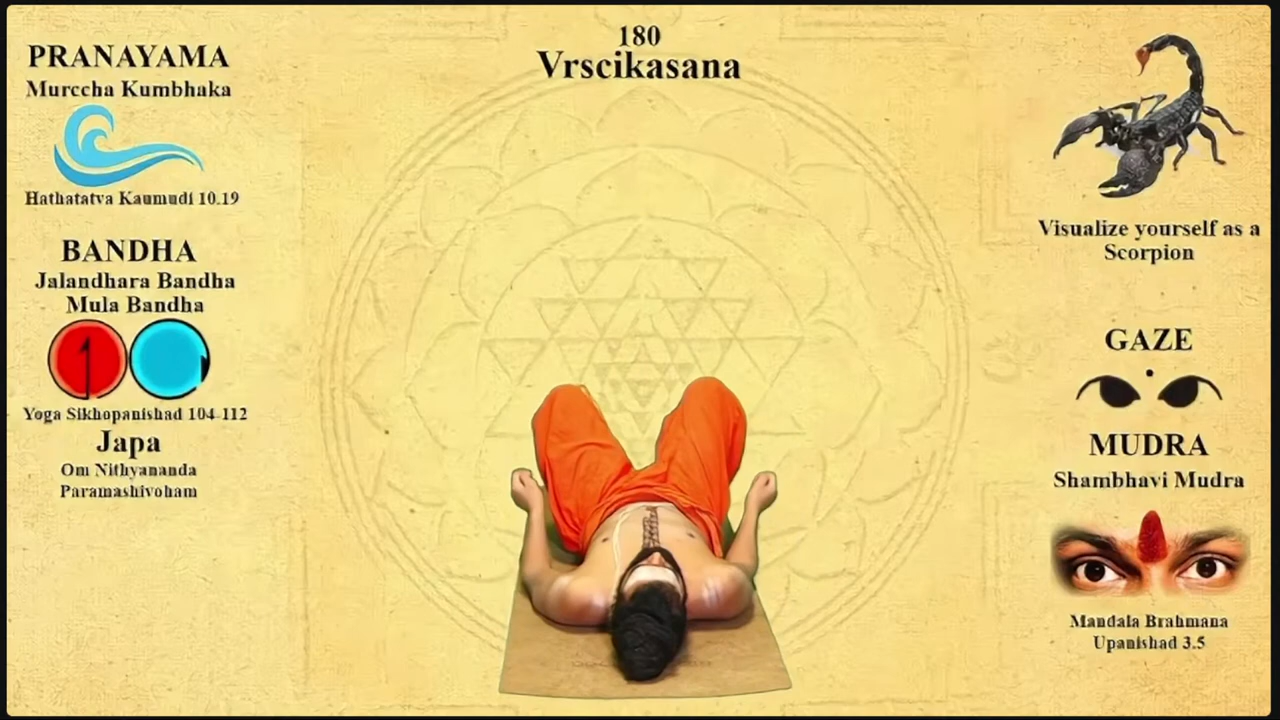 180
Vrscikasana
PRANAYAMA
Murccha Kumbhaka
Hathatatva Kaumudi 10.19
BANDHA
Jalandhara Bandha
Mula Bandha
Yoga Sikhopanishad 104-112
Japa
Om Nithyananda
Paramashivoham
Visualize yourself as a
Scorpion
GAZE
MUDRA
Shambhavi Mudra
Mandala Brahmana
Upanishad 3.5